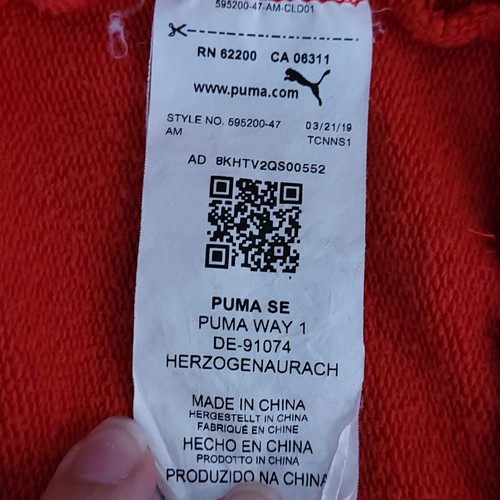 595200-47-AM-CLD01
RN 62200 CA 06311
www.puma.com
STYLE NO. 595200-47 03/21/19
AM TCNNS1
AD 8KHTV2QS00552
PUMA SE
PUMA WAY 1
DE-91074
HERZOGENAURACH
MADE IN CHINA
HERGESTELLT IN CHINA
FABRIQUÉ EN CHINE
HECHO EN CHINA
PRODOTTO IN CHINA
PRODUZIDO NA CHINA